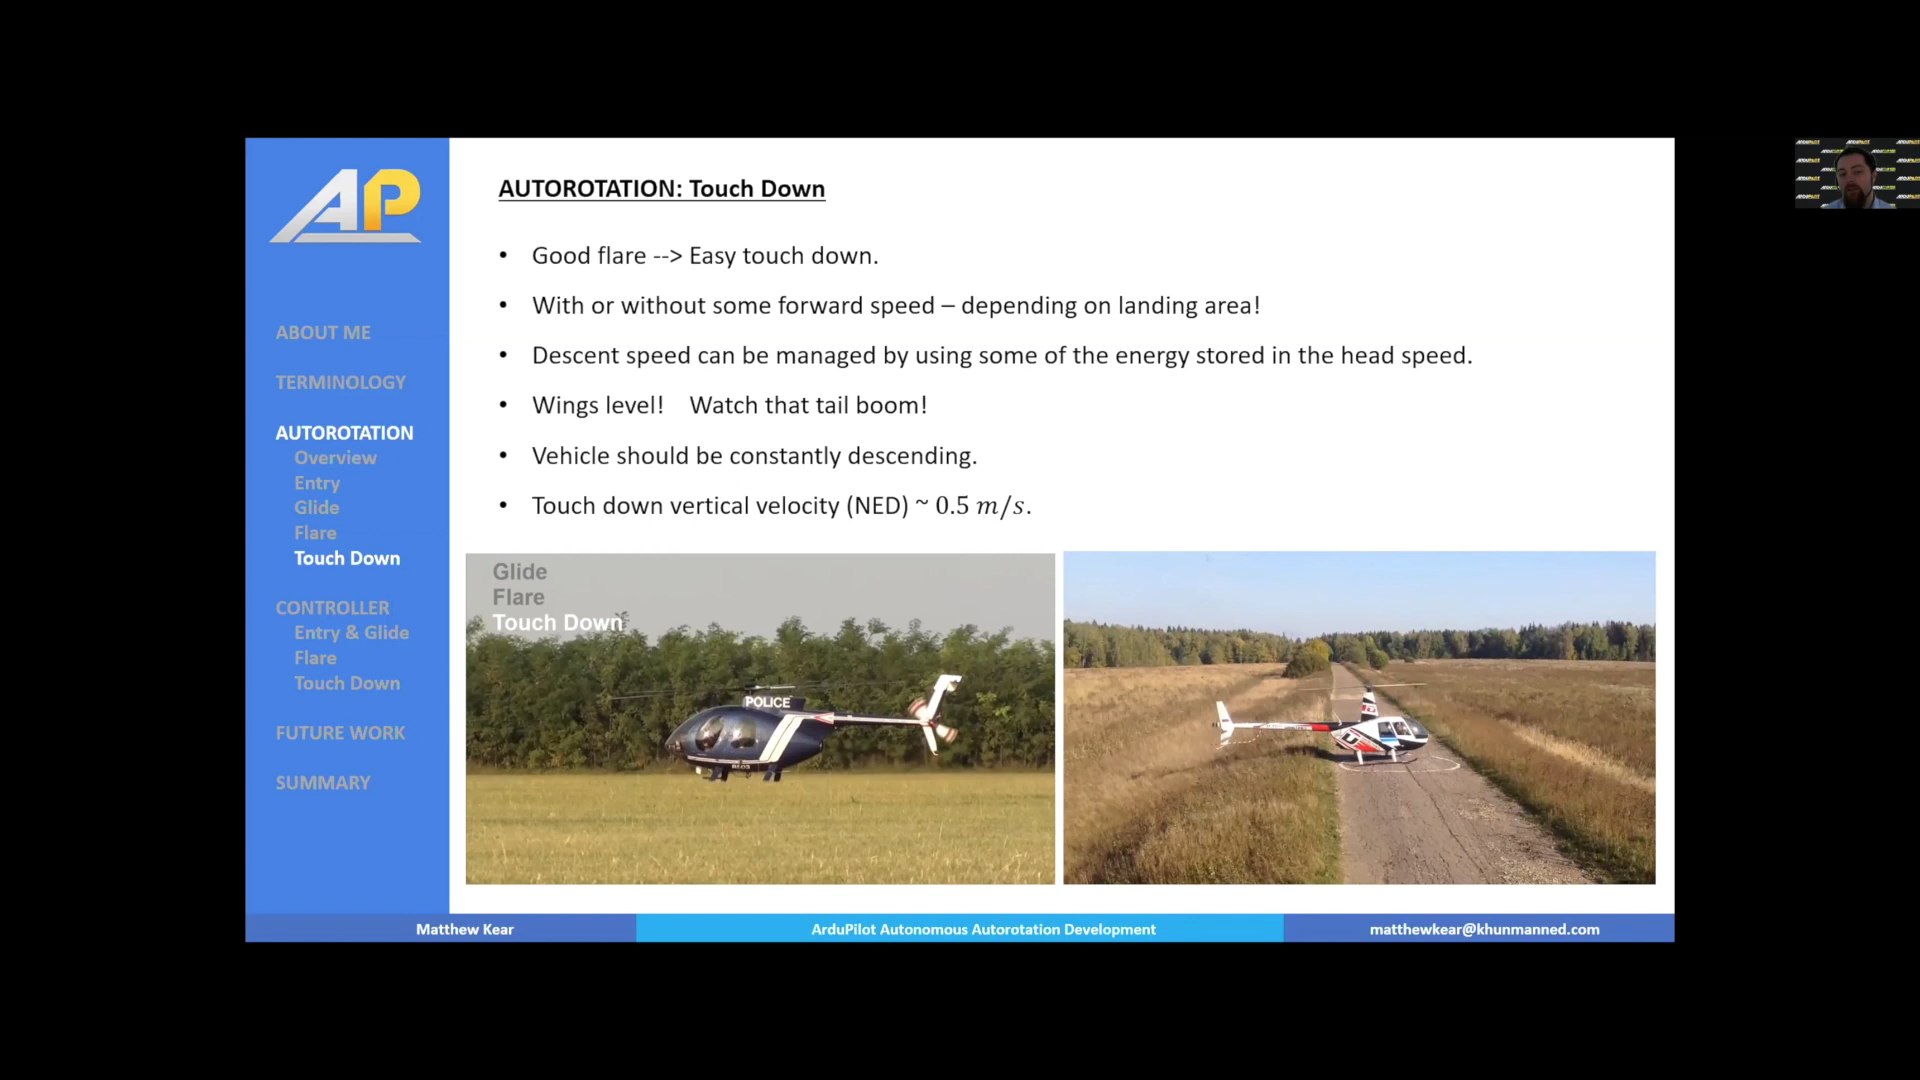 AP
ABOUT ME
TERMINOLOGY
AUTOROTATION
Overview
Entry
Glide
Flare
Touch Down
CONTROLLER
Entry & Glide
Flare
Touch Down
FUTURE WORK
SUMMARY
AUTOROTATION: Touch Down
• Good flare --> Easy touch down.
• With or without some forward speed – depending on landing area!
• Descent speed can be managed by using some of the energy stored in the head speed.
• Wings level! Watch that tail boom!
• Vehicle should be constantly descending.
• Touch down vertical velocity (NED) ~ 0.5 m/s.
Glide
Flare
Touch Down
POLICE
Matthew Kear
ArduPilot Autonomous Autorotation Development
matthewkear@khunmanned.com